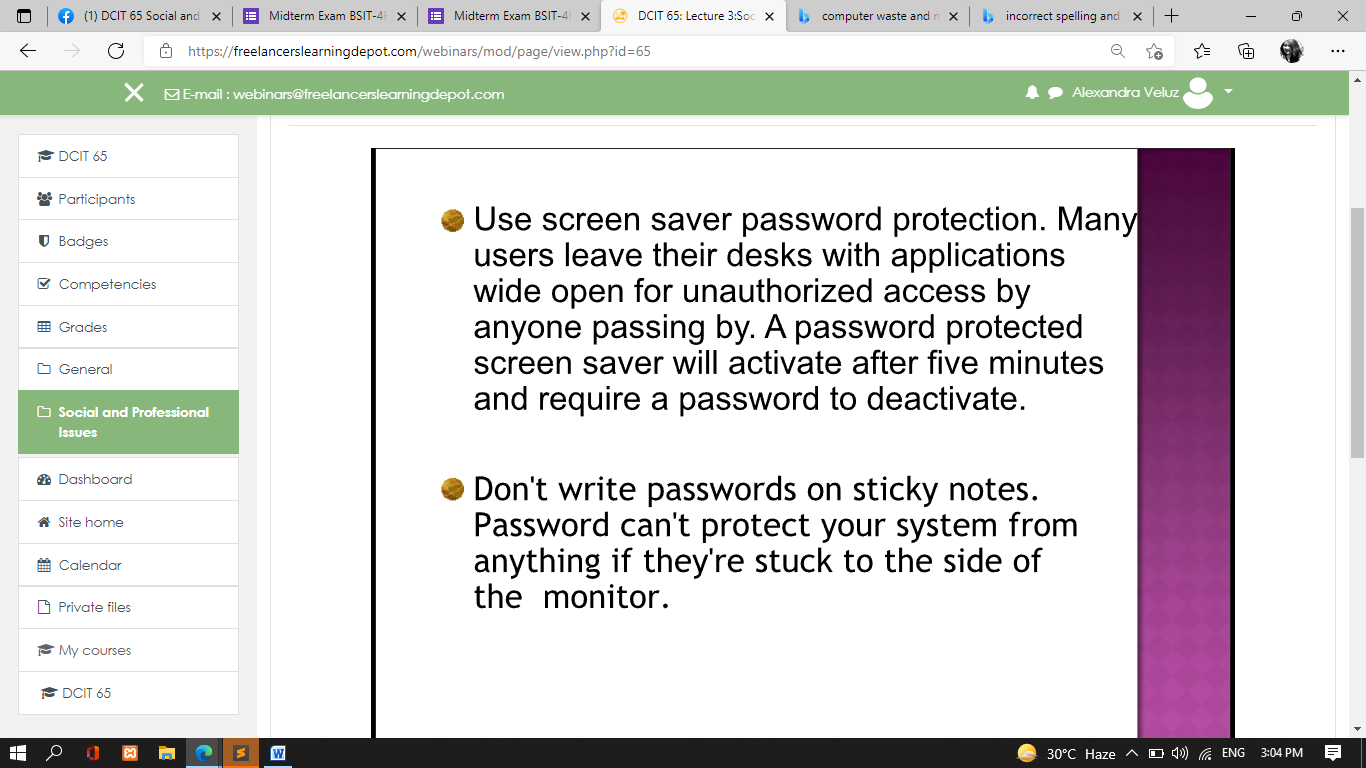 (1) DCIT 65 Social and
Midterm Exam BSIT-4
Midterm Exam BSIT-4
DCIT 65: Lecture 3:Soc
computer waste and
incorrect spelling and
https://freelancerslearningdepot.com/webinars/mod/page/view.php?id=65
E-mail : webinars@freelancerslearningdepot.com
Alexandra Veluz
DCIT 65
Participants
Badges
Competencies
Grades
General
Social and Professional
Issues
Dashboard
Site home
Calendar
Private files
My courses
DCIT 65
Use screen saver password protection. Many
users leave their desks with applications
wide open for unauthorized access by
anyone passing by. A password protected
screen saver will activate after five minutes
and require a password to deactivate.
Don't write passwords on sticky notes.
Password can't protect your system from
anything if they're stuck to the side of
the monitor.
30°C Haze
ENG
3:04 PM